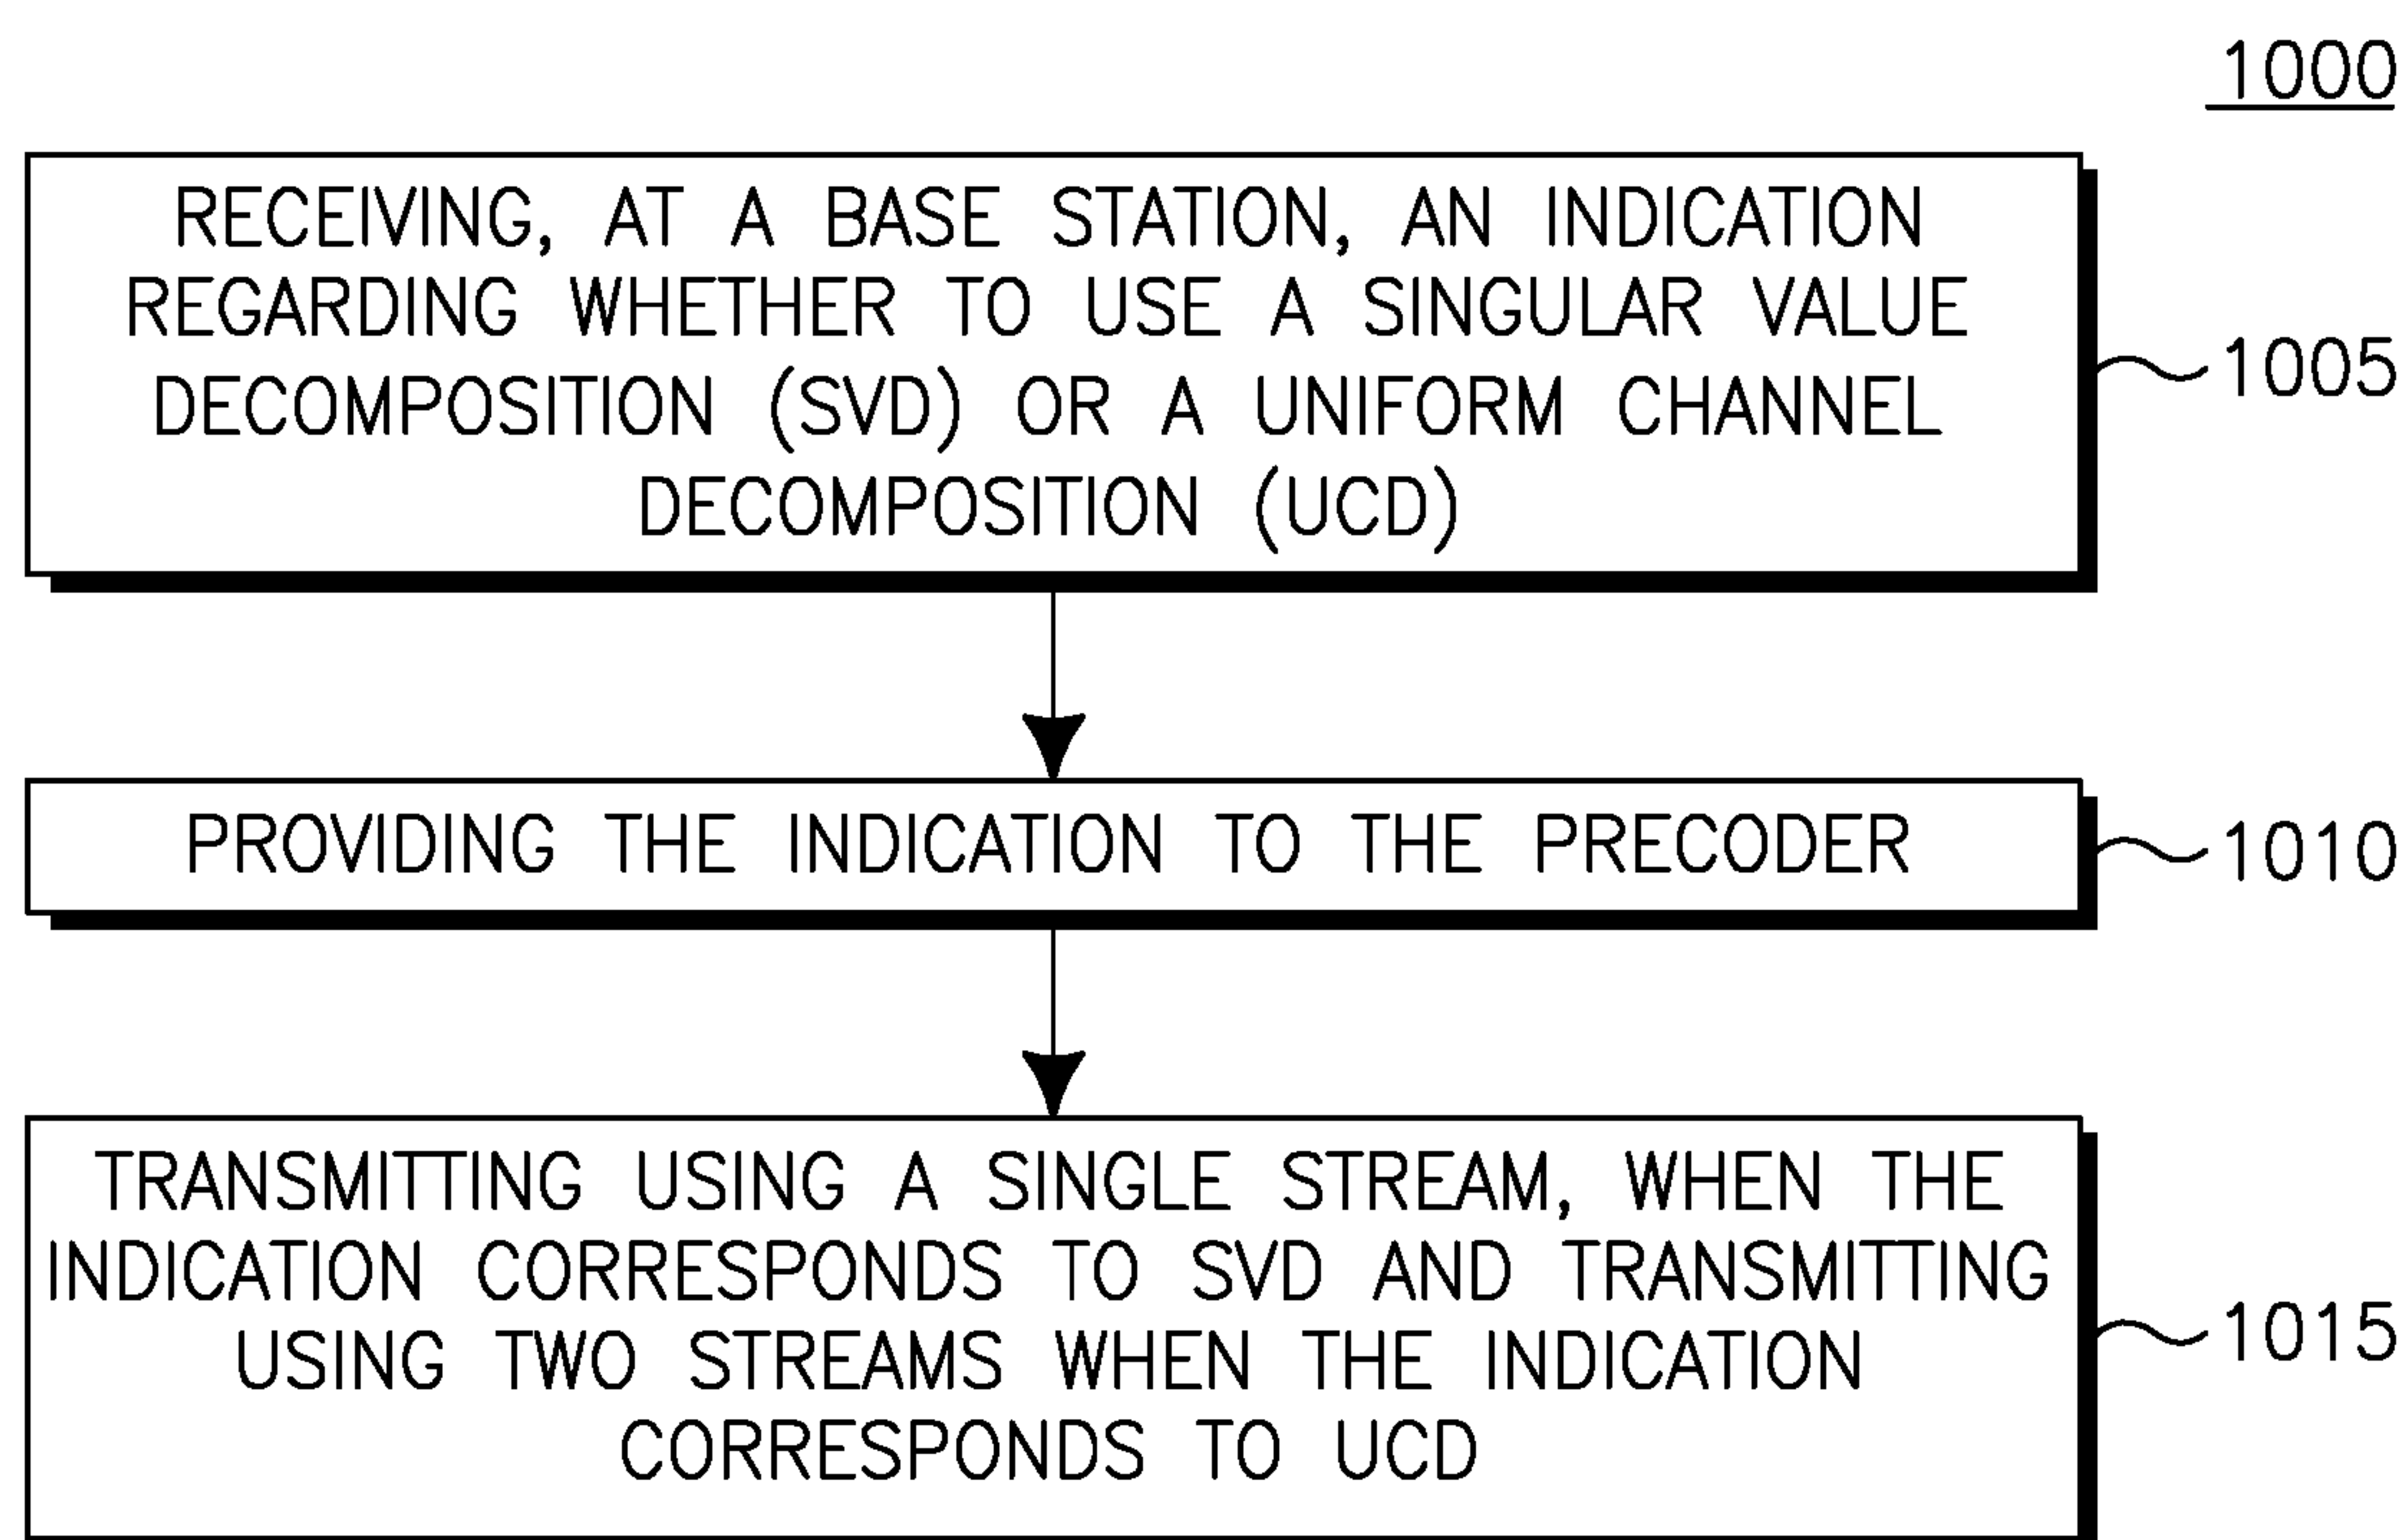 1000
RECEIVING, AT A BASE STATION, AN INDICATION
REGARDING WHETHER TO USE A SINGULAR VALUE
DECOMPOSITION (SVD) OR A UNIFORM CHANNEL
DECOMPOSITION (UCD)
1005
PROVIDING THE INDICATION TO THE PRECODER
1010
TRANSMITTING USING A SINGLE STREAM, WHEN THE
INDICATION CORRESPONDS TO SVD AND TRANSMITTING
USING TWO STREAMS WHEN THE INDICATION
CORRESPONDS TO UCD
1015